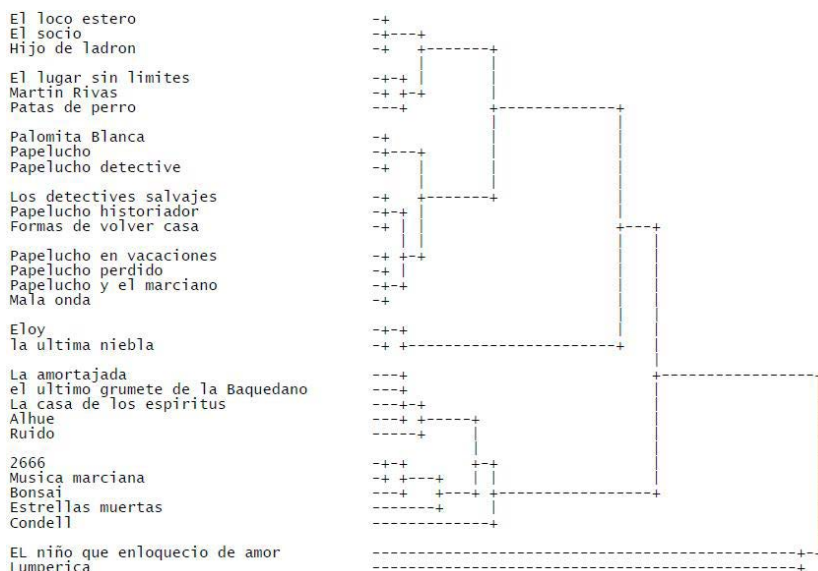 El loco estero
El socio
Hijo de ladron
El lugar sin limites
Martin Rivas
Patas de perro
Palomita Blanca
Papelucho
Papelucho detective
Los detectives salvajes
Papelucho historiador
Formas de volver casa
Papelucho en vacaciones
Papelucho perdido
Papelucho y el marciano
Mala onda
Eloy
la ultima niebla
La amortajada
el ultimo grumete de la Baquedano
La casa de los espiritus
Alhue
Ruido
2666
Musica marciana
Bonsai
Estrellas muertas
Condell
EL niño que enloquecio de amor
Lumperica